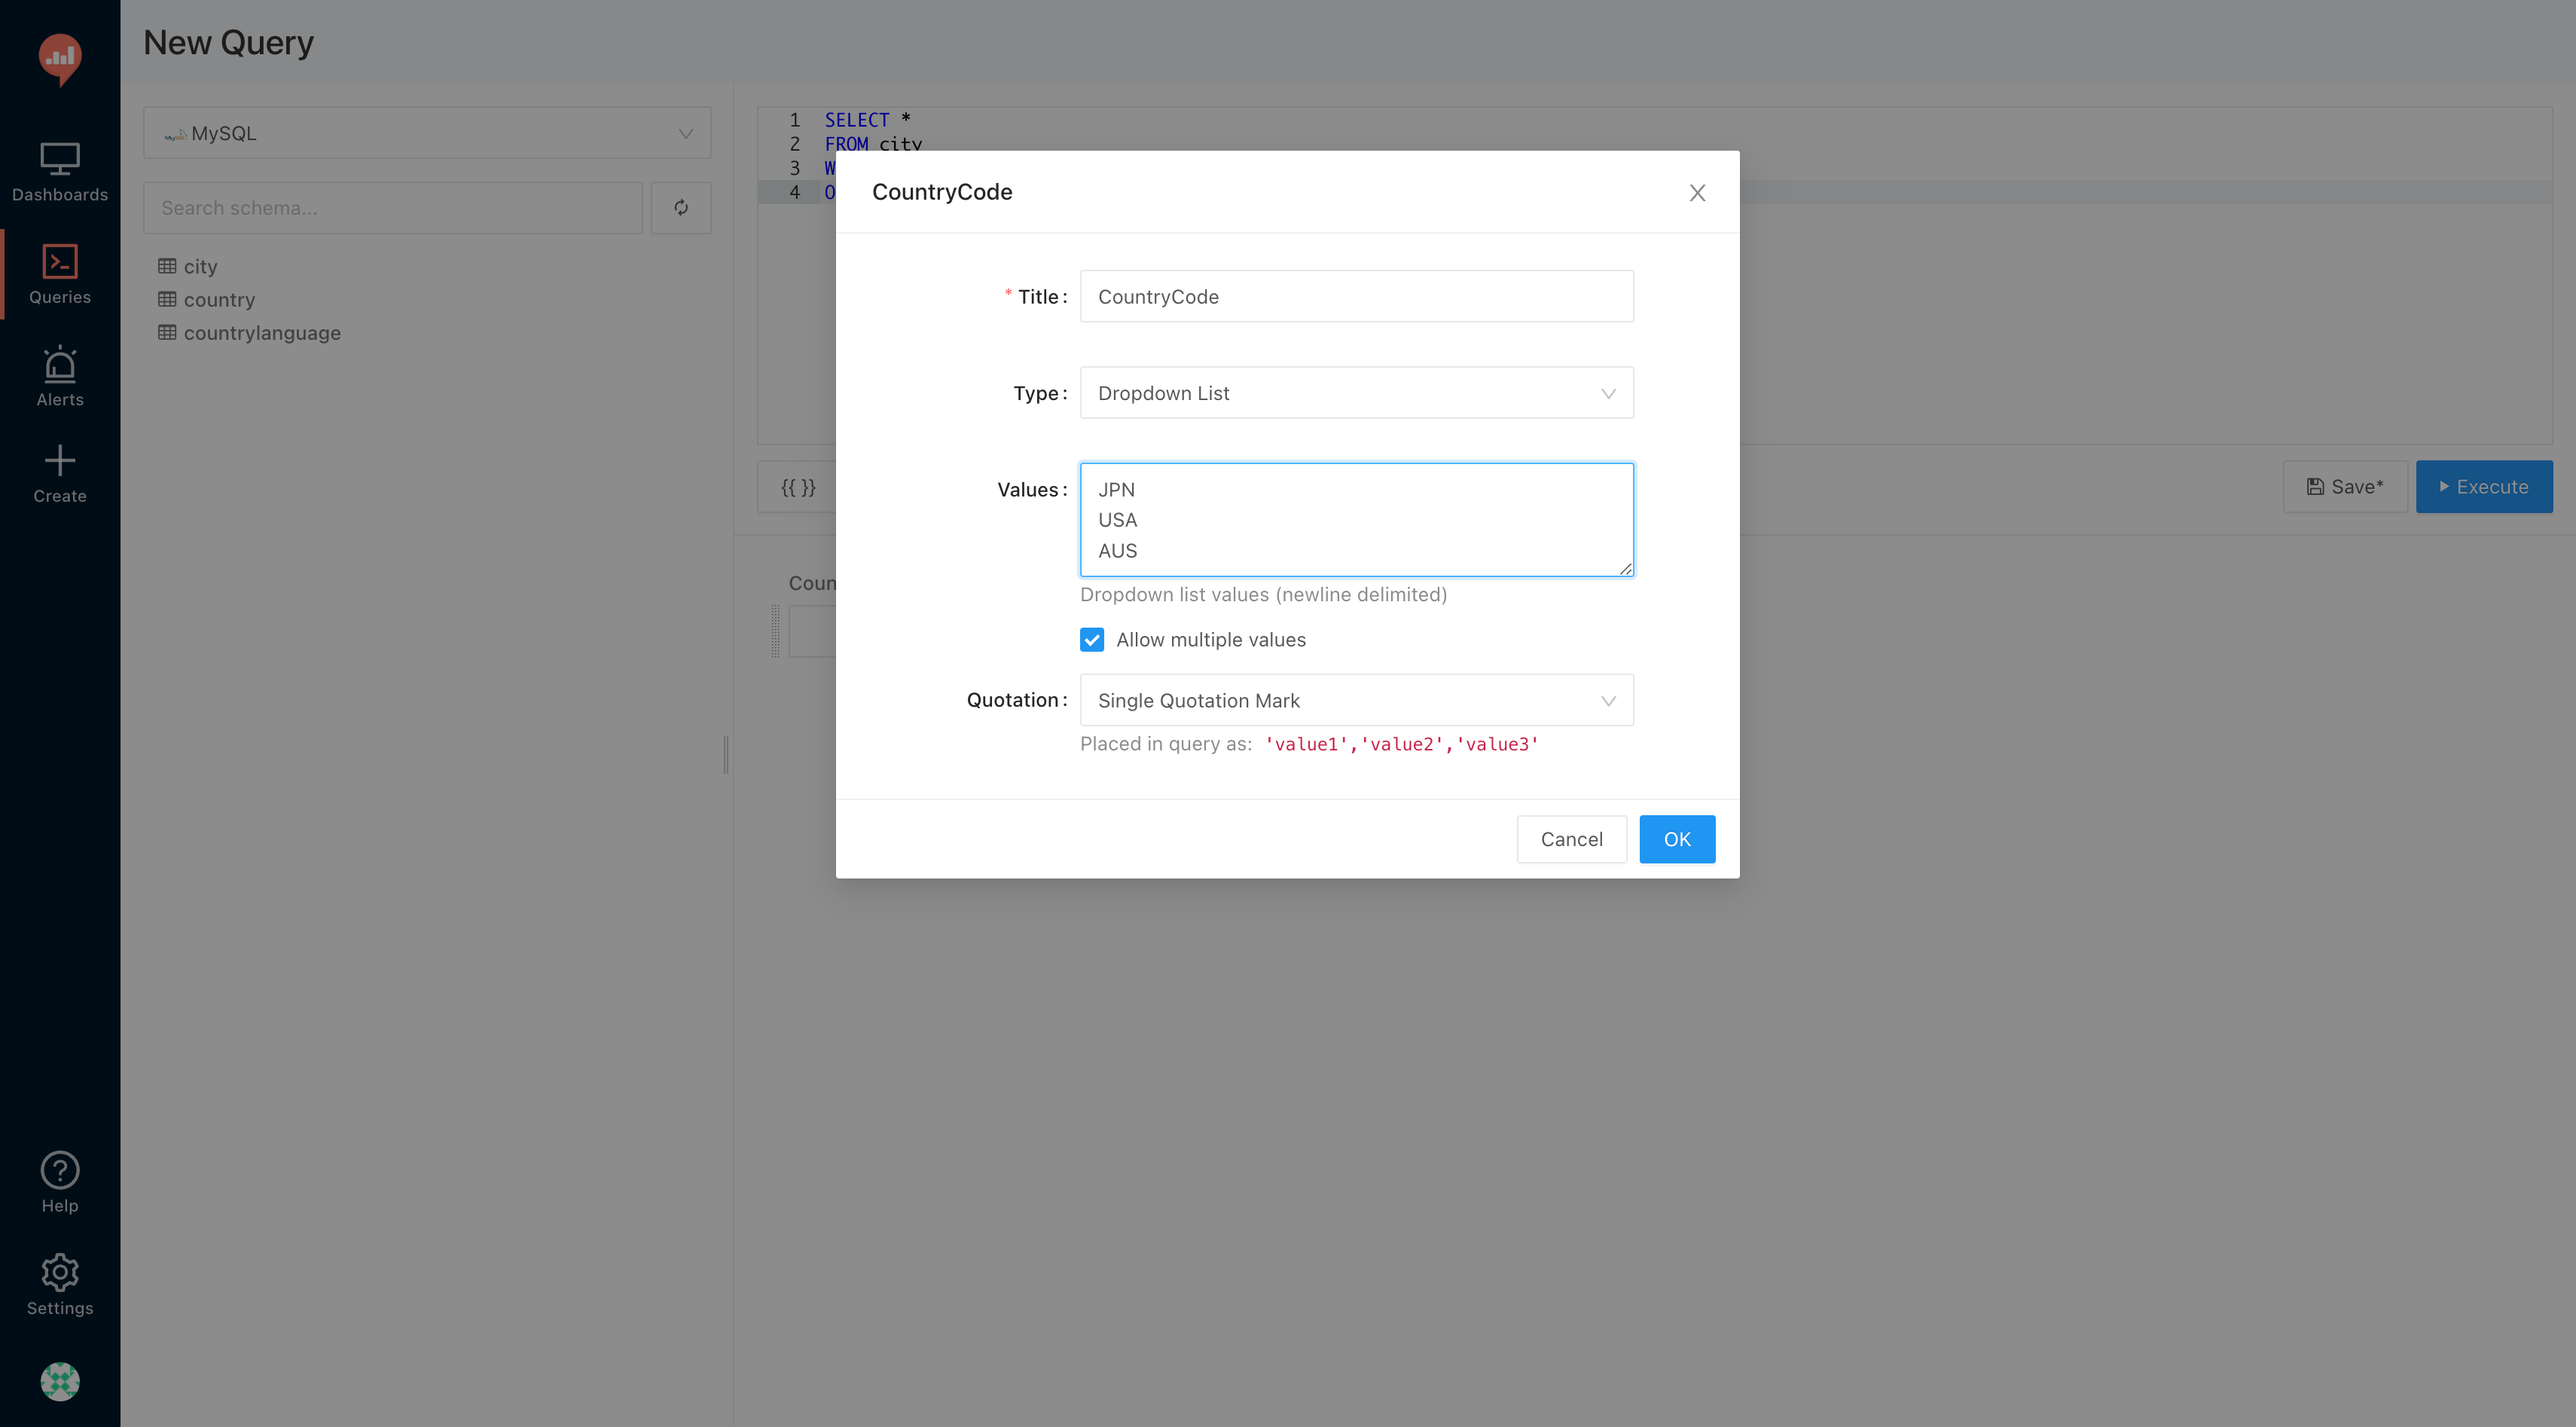 New Query
Dashboards
Queries
Alerts
Create
Help
Settings
MySQL
Search schema...
city
country
countrylanguage
1 SELECT *
2 FROM city
3 W
4 O
{{ }}
Save*
Execute
Coun
CountryCode
* Title: CountryCode
Type: Dropdown List
Values: JPN
USA
AUS
Dropdown list values (newline delimited)
Allow multiple values
Quotation: Single Quotation Mark
Placed in query as: 'value1','value2','value3'
Cancel
OK